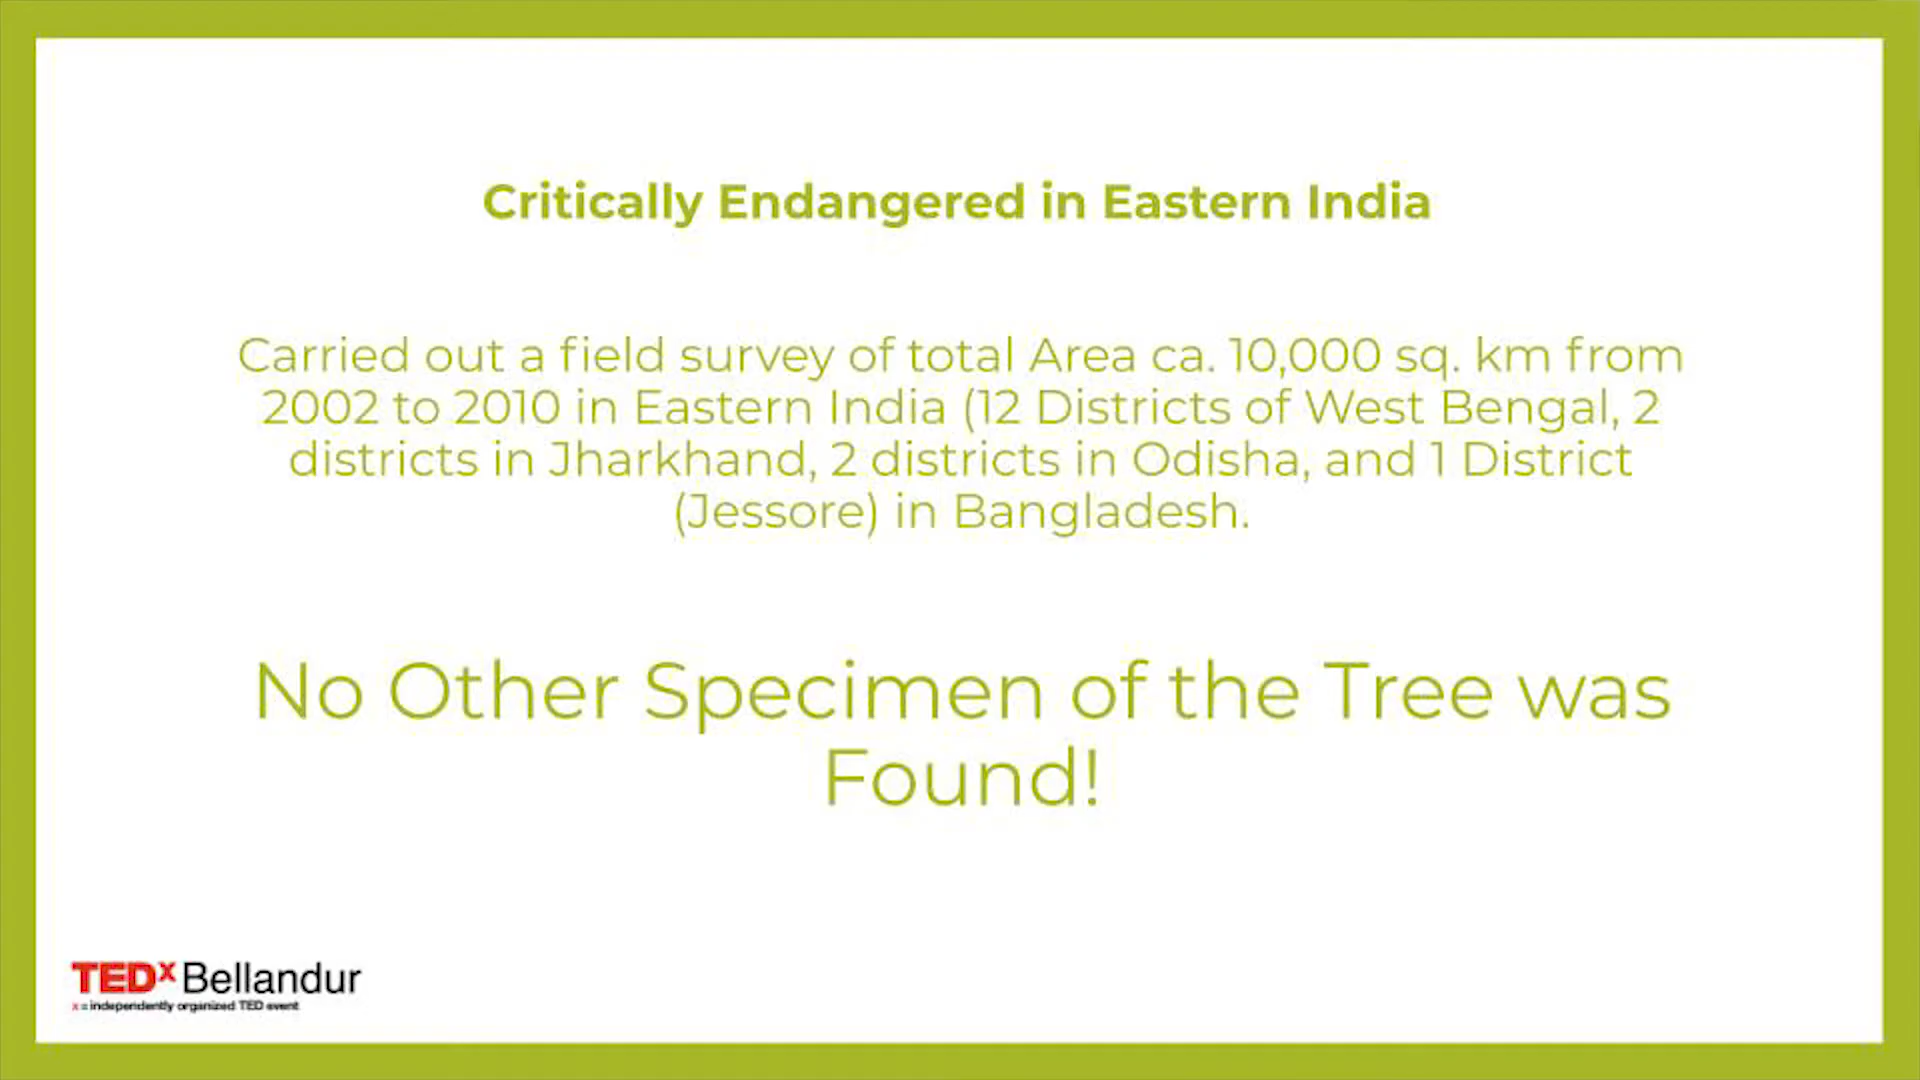 Critically Endangered in Eastern India
Carried out a field survey of total Area ca. 10,000 sq. km from
2002 to 2010 in Eastern India (12 Districts of West Bengal, 2
districts in Jharkhand, 2 districts in Odisha, and 1 District
(Jessore) in Bangladesh.
No Other Specimen of the Tree was
Found!
TEDx Bellandur
x = independently organized TED event